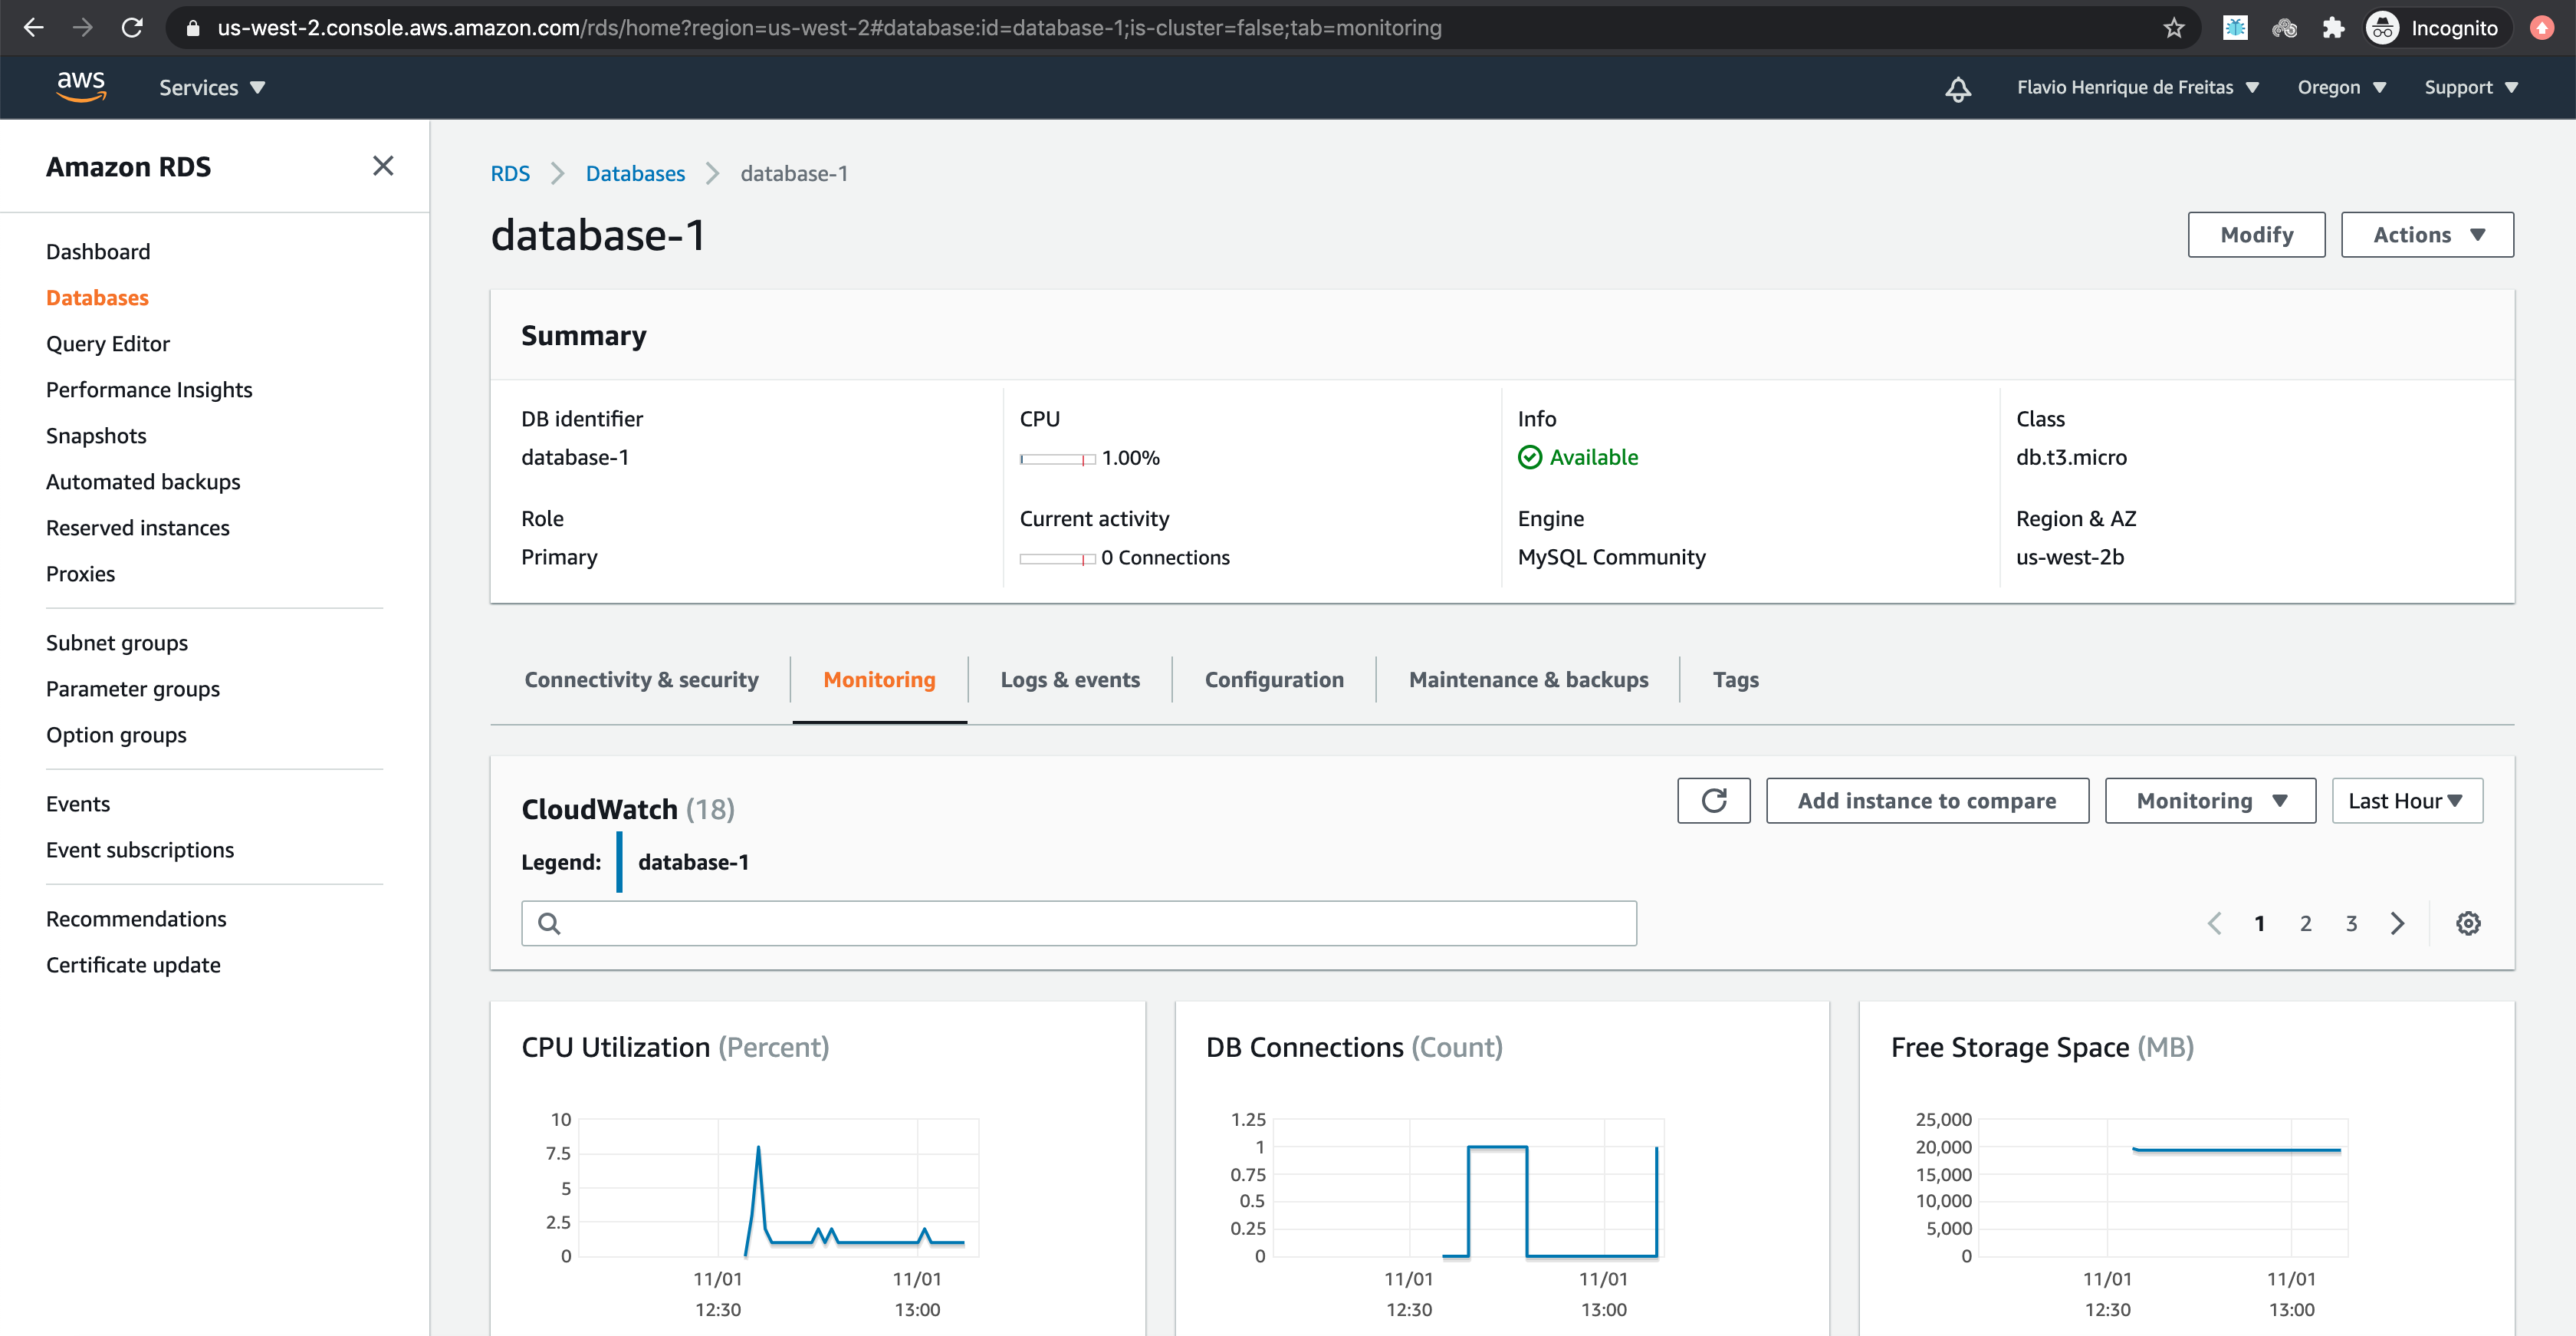 us-west-2.console.aws.amazon.com/rds/home?region=us-west-2#database:id=database-1;is-cluster=false;tab=monitoring
Incognito
aws
Services
Flavio Henrique de Freitas
Oregon
Support
Amazon RDS
Dashboard
Databases
Query Editor
Performance Insights
Snapshots
Automated backups
Reserved instances
Proxies
Subnet groups
Parameter groups
Option groups
Events
Event subscriptions
Recommendations
Certificate update
RDS > Databases > database-1
database-1
Modify
Actions
Summary
DB identifier
database-1
CPU
1.00%
Info
Available
Class
db.t3.micro
Role
Primary
Current activity
0 Connections
Engine
MySQL Community
Region & AZ
us-west-2b
Connectivity & security
Monitoring
Logs & events
Configuration
Maintenance & backups
Tags
CloudWatch (18)
Add instance to compare
Monitoring
Last Hour
Legend: database-1
1 2 3
CPU Utilization (Percent)
10
7.5
5
2.5
0
11/01 11/01
12:30 13:00
DB Connections (Count)
1.25
1
0.75
0.5
0.25
0
11/01 11/01
12:30 13:00
Free Storage Space (MB)
25,000
20,000
15,000
10,000
5,000
0
11/01 11/01
12:30 13:00